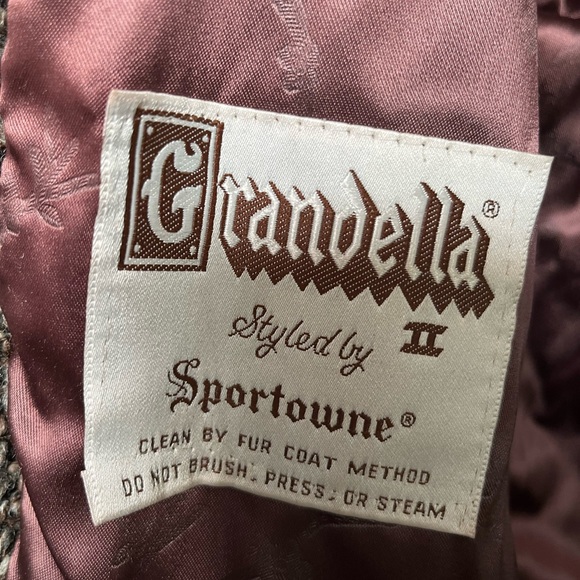 Grandella®
II
Styled by
Sportowne®
CLEAN BY FUR COAT METHOD
DO NOT BRUSH, PRESS, OR STEAM